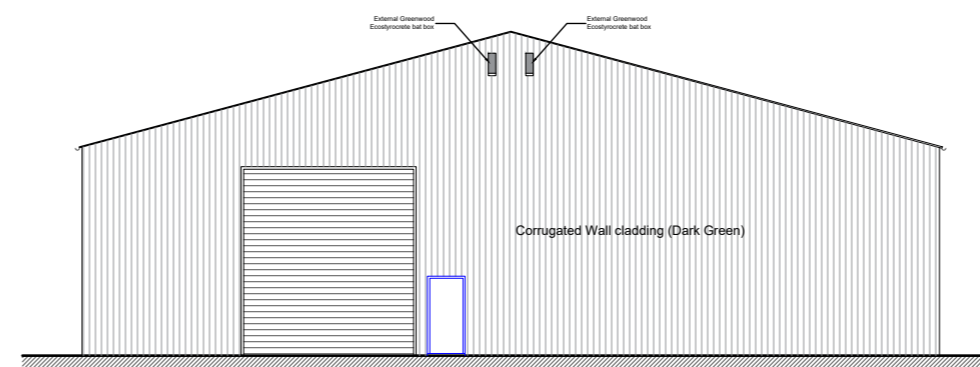 External Greenwood
Ecostyrocrete bat box
External Greenwood
Ecostyrocrete bat box
Corrugated Wall cladding (Dark Green)